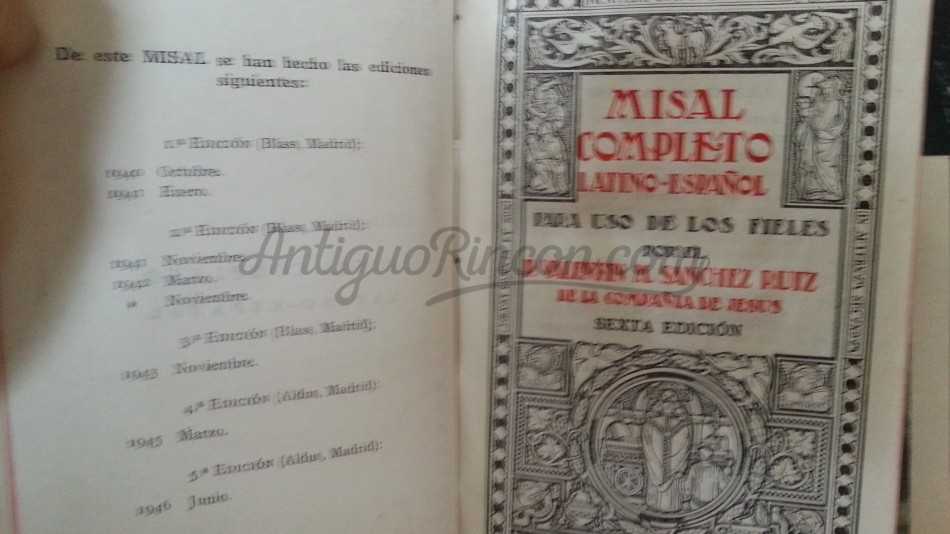 De este MISAL se han hecho las ediciones
siguientes:
1.ª EDICIÓN (Blass, Madrid):
1940 Octubre.
1941 Enero.
2.ª EDICIÓN (Blass, Madrid):
1941 Noviembre.
1942 Marzo.
" Noviembre.
3.ª EDICIÓN (Blass, Madrid):
1943 Noviembre.
4.ª EDICIÓN (Aldus, Madrid):
1945 Marzo.
5.ª EDICIÓN (Aldus, Madrid):
1946 Junio.
MISAL
COMPLETO
LATINO-ESPAÑOL
PARA USO DE LOS FIELES
POR EL
P. VALENTÍN M. SÁNCHEZ RUIZ
DE LA COMPAÑÍA DE JESÚS
SEXTA EDICIÓN
AntiguoRincon.com